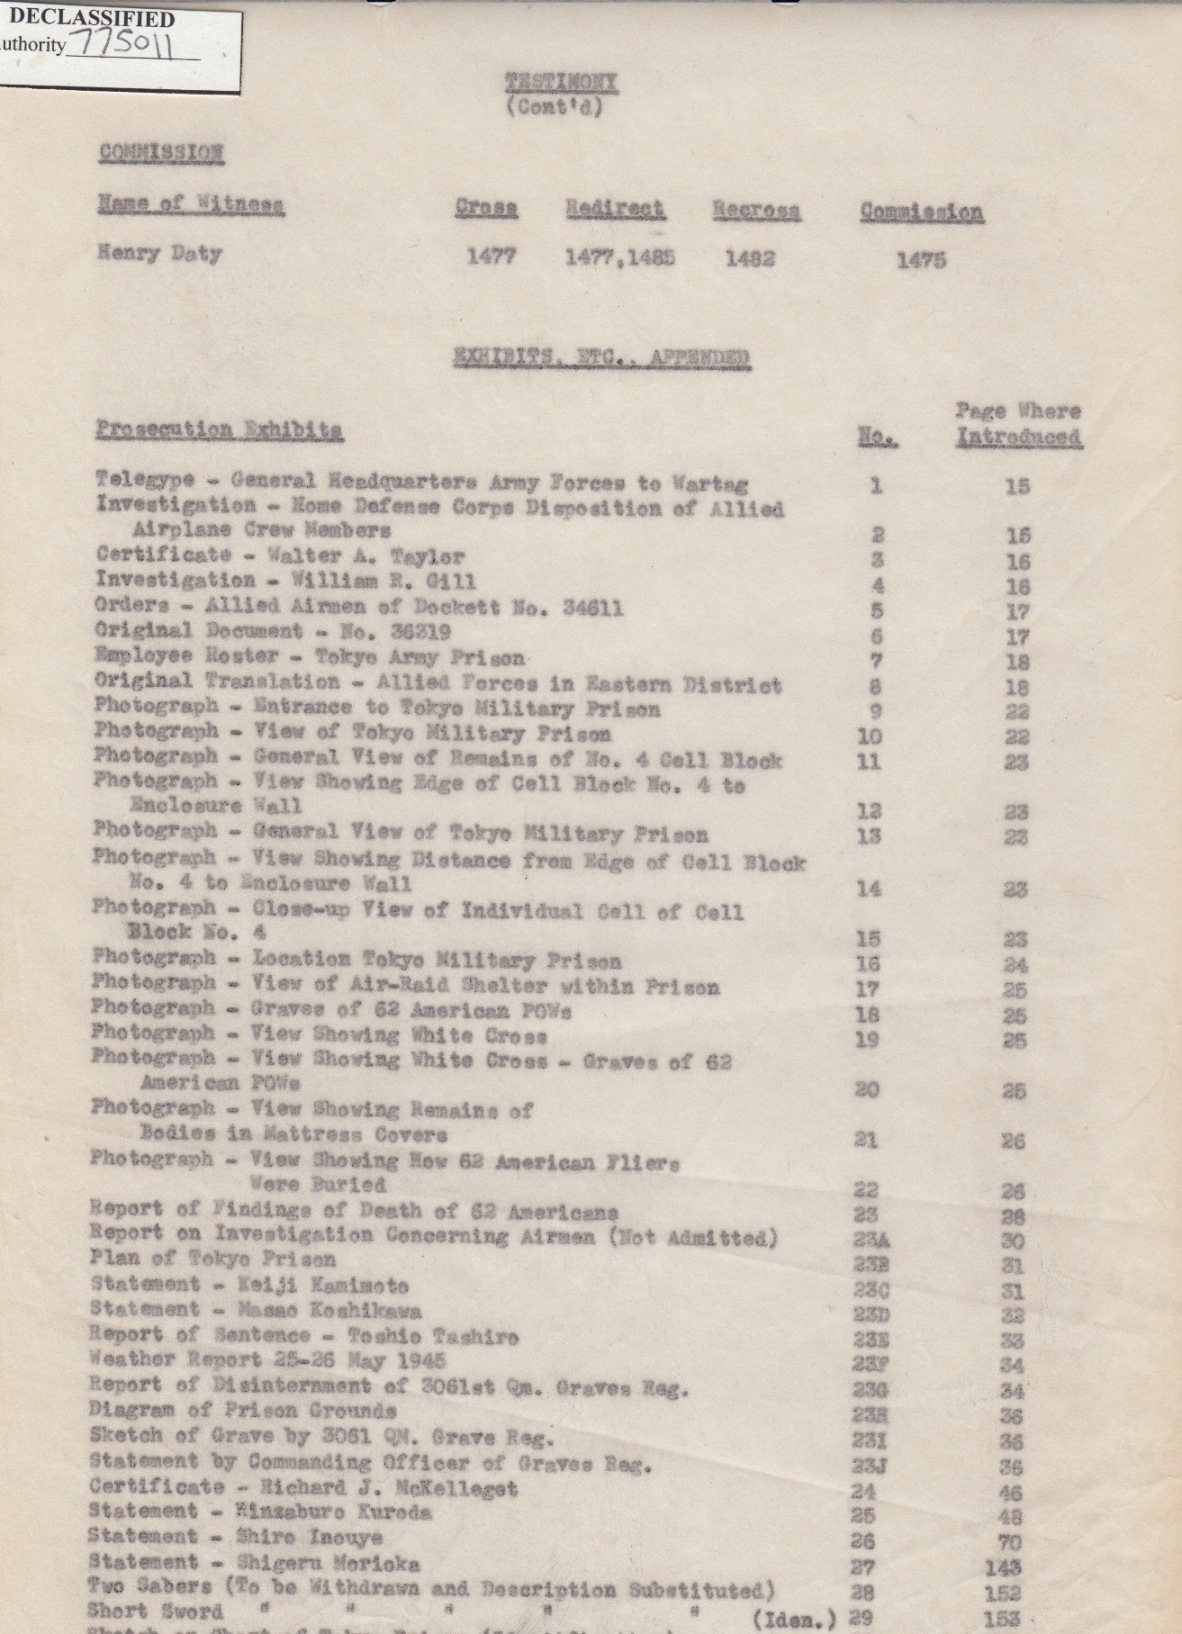 DECLASSIFIED
uthority 775011
TESTIMONY
(Cont'd)
COMMISSION
Name of Witness Cross Redirect Recross Commission
Henry Daty 1477 1477,1485 1482 1475
EXHIBITS, ETC., APPENDED
Page Where
Prosecution Exhibits No. Introduced
Telegype - General Headquarters Army Forces to Wartag 1 15
Investigation - Home Defense Corps Disposition of Allied
Airplane Crew Members 2 15
Certificate - Walter A. Taylor 3 16
Investigation - William R. Gill 4 16
Orders - Allied Airmen of Dockett No. 34611 5 17
Original Document - No. 36319 6 17
Employee Roster - Tokyo Army Prison 7 18
Original Translation - Allied Forces in Eastern District 8 18
Photograph - Entrance to Tokyo Military Prison 9 22
Photograph - View of Tokyo Military Prison 10 22
Photograph - General View of Remains of No. 4 Cell Block 11 23
Photograph - View Showing Edge of Cell Block No. 4 to
Enclosure Wall 12 23
Photograph - General View of Tokyo Military Prison 13 23
Photograph - View Showing Distance from Edge of Cell Block
No. 4 to Enclosure Wall 14 23
Photograph - Close-up View of Individual Cell of Cell
Block No. 4 15 23
Photograph - Location Tokyo Military Prison 16 24
Photograph - View of Air-Raid Shelter within Prison 17 25
Photograph - Graves of 62 American POWs 18 25
Photograph - View Showing White Cross 19 25
Photograph - View Showing White Cross - Graves of 62
American POWs 20 25
Photograph - View Showing Remains of
Bodies in Mattress Covers 21 26
Photograph - View Showing How 62 American Fliers
Were Buried 22 26
Report of Findings of Death of 62 Americans 23 28
Report on Investigation Concerning Airmen (Not Admitted) 23A 30
Plan of Tokyo Prison 23B 31
Statement - Keiji Kamimoto 23C 31
Statement - Masao Koshikawa 23D 32
Report of Sentence - Toshio Tashiro 23E 33
Weather Report 25-26 May 1945 23F 34
Report of Disinternment of 3061st Qm. Graves Reg. 23G 34
Diagram of Prison Grounds 23H 36
Sketch of Grave by 3061 QM. Grave Reg. 23I 36
Statement by Commanding Officer of Graves Reg. 23J 36
Certificate - Richard J. McKelleget 24 46
Statement - Kinzaburo Kuroda 25 48
Statement - Shiro Inouye 26 70
Statement - Shigeru Morioka 27 143
Two Sabers (To be Withdrawn and Description Substituted) 28 152
Short Sword " " " " " (Iden.) 29 153